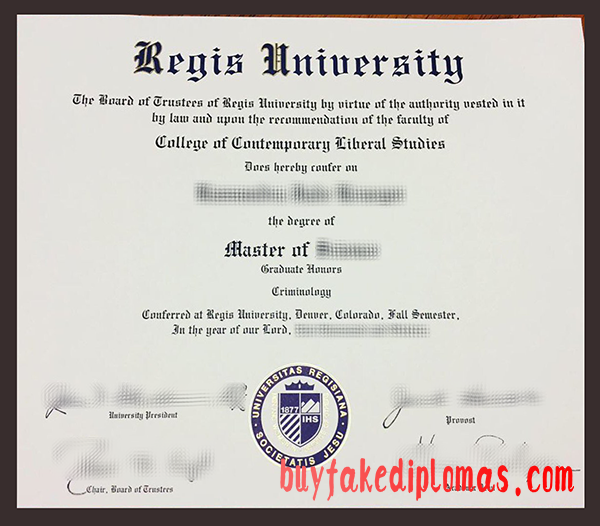 Regis University
The Board of Trustees of Regis University by virtue of the authority vested in it
by law and upon the recommendation of the faculty of
College of Contemporary Liberal Studies
Does hereby confer on
the degree of
Master of
Graduate Honors
Criminology
Conferred at Regis University, Denver, Colorado, Fall Semester,
In the year of our Lord,
University President
Provost
UNIVERSITAS REGISIANA
1877
IHS
SOCIETATIS JESU
Chair, Board of Trustees
buyfakediplomas.com